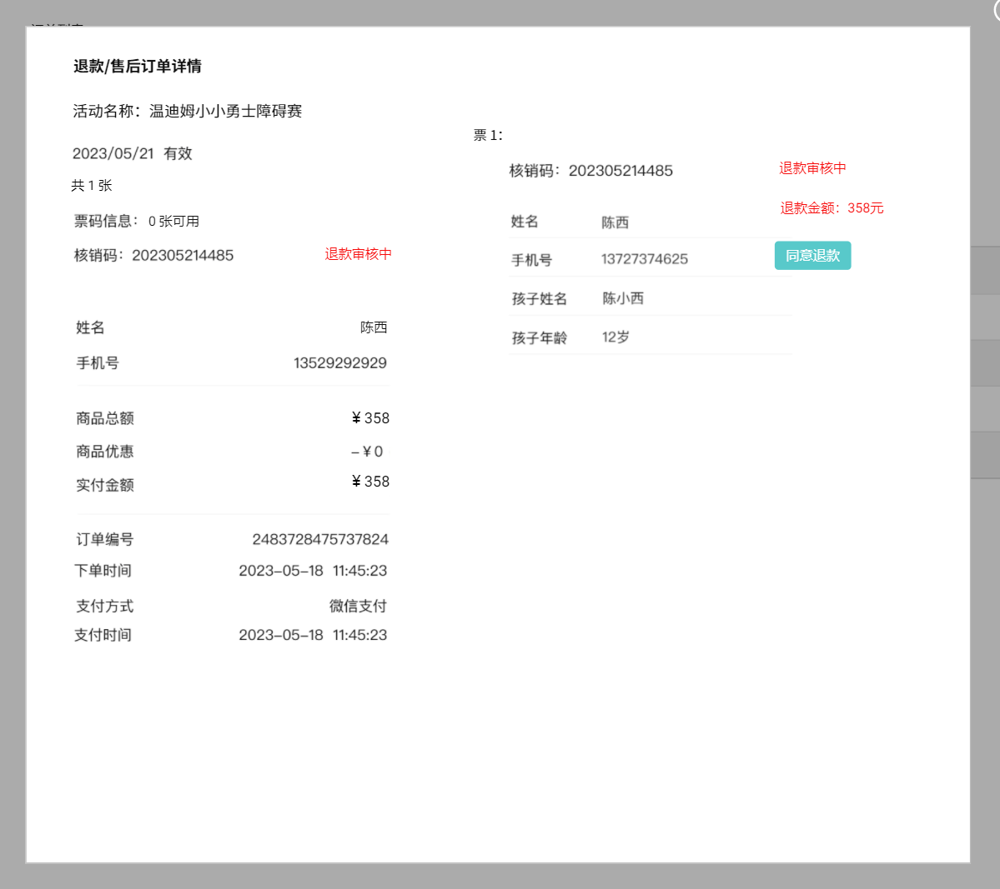 退款/售后订单详情
活动名称：温迪姆小小勇士障碍赛
2023/05/21 有效
共 1 张
票码信息： 0 张可用
核销码：202305214485 退款审核中
姓名 陈西
手机号 13529292929
商品总额 ¥ 358
商品优惠 –¥0
实付金额 ¥ 358
订单编号 2483728475737824
下单时间 2023–05–18 11:45:23
支付方式 微信支付
支付时间 2023–05–18 11:45:23
票 1：
核销码：202305214485 退款审核中
退款金额：358元
姓名 陈西
手机号 13727374625
同意退款
孩子姓名 陈小西
孩子年龄 12岁